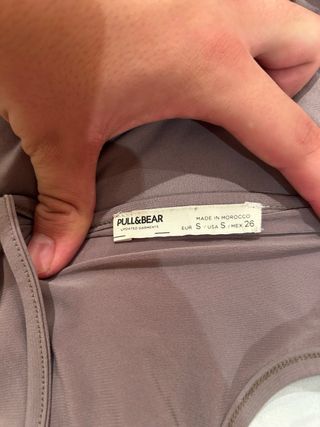 PULL&BEAR
UPDATED GARMENTS
MADE IN MOROCCO
EUR S / USA S / MEX 26